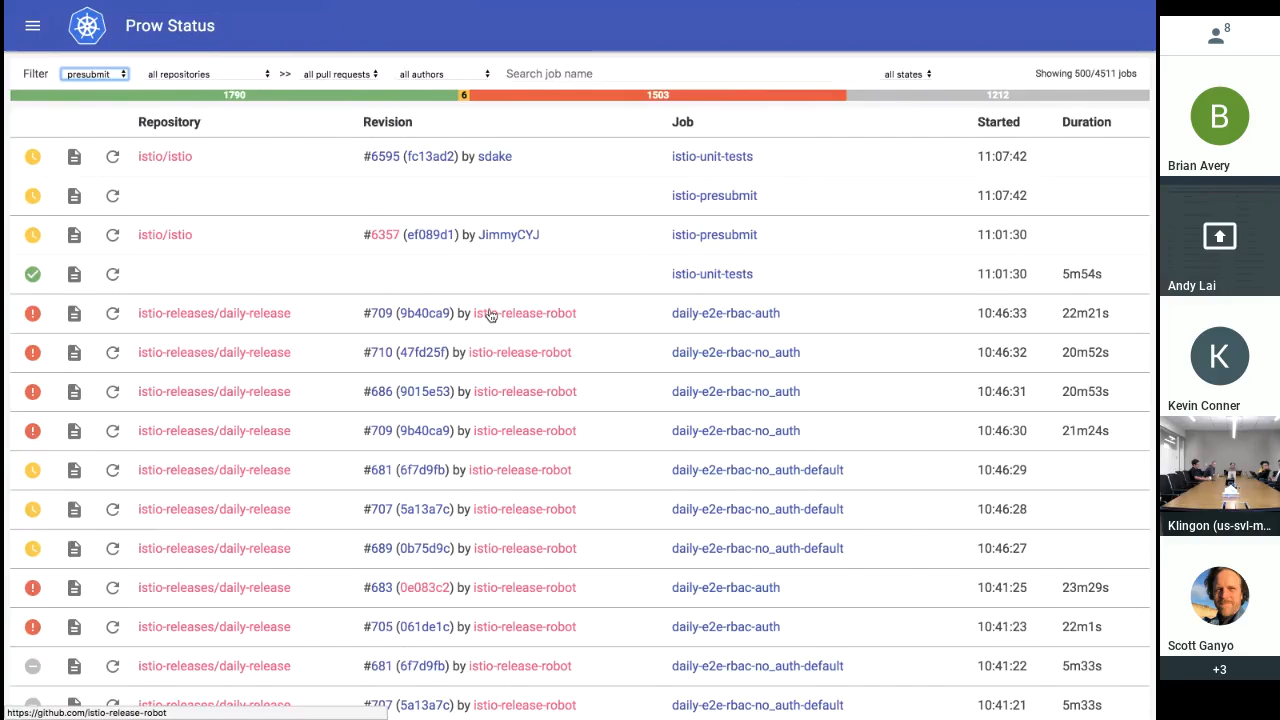 Prow Status
Filter presubmit all repositories >> all pull requests all authors Search job name all states Showing 500/4511 jobs
1790 6 1503 1212
Repository Revision Job Started Duration
istio/istio #6595 (fc13ad2) by sdake istio-unit-tests 11:07:42
istio-presubmit 11:07:42
istio/istio #6357 (ef089d1) by JimmyCYJ istio-presubmit 11:01:30
istio-unit-tests 11:01:30 5m54s
istio-releases/daily-release #709 (9b40ca9) by istio-release-robot daily-e2e-rbac-auth 10:46:33 22m21s
istio-releases/daily-release #710 (47fd25f) by istio-release-robot daily-e2e-rbac-no_auth 10:46:32 20m52s
istio-releases/daily-release #686 (9015e53) by istio-release-robot daily-e2e-rbac-no_auth 10:46:31 20m53s
istio-releases/daily-release #709 (9b40ca9) by istio-release-robot daily-e2e-rbac-no_auth 10:46:30 21m24s
istio-releases/daily-release #681 (6f7d9fb) by istio-release-robot daily-e2e-rbac-no_auth-default 10:46:29
istio-releases/daily-release #707 (5a13a7c) by istio-release-robot daily-e2e-rbac-no_auth-default 10:46:28
istio-releases/daily-release #689 (0b75d9c) by istio-release-robot daily-e2e-rbac-no_auth-default 10:46:27
istio-releases/daily-release #683 (0e083c2) by istio-release-robot daily-e2e-rbac-auth 10:41:25 23m29s
istio-releases/daily-release #705 (061de1c) by istio-release-robot daily-e2e-rbac-auth 10:41:23 22m1s
istio-releases/daily-release #681 (6f7d9fb) by istio-release-robot daily-e2e-rbac-no_auth-default 10:41:22 5m33s
istio-releases/daily-release #707 (5a13a7c) by istio-release-robot daily-e2e-rbac-no_auth-default 10:41:21 5m33s
https://github.com/istio-release-robot
8
B
Brian Avery
Andy Lai
K
Kevin Conner
Klingon (us-svl-m...
Scott Ganyo
+3